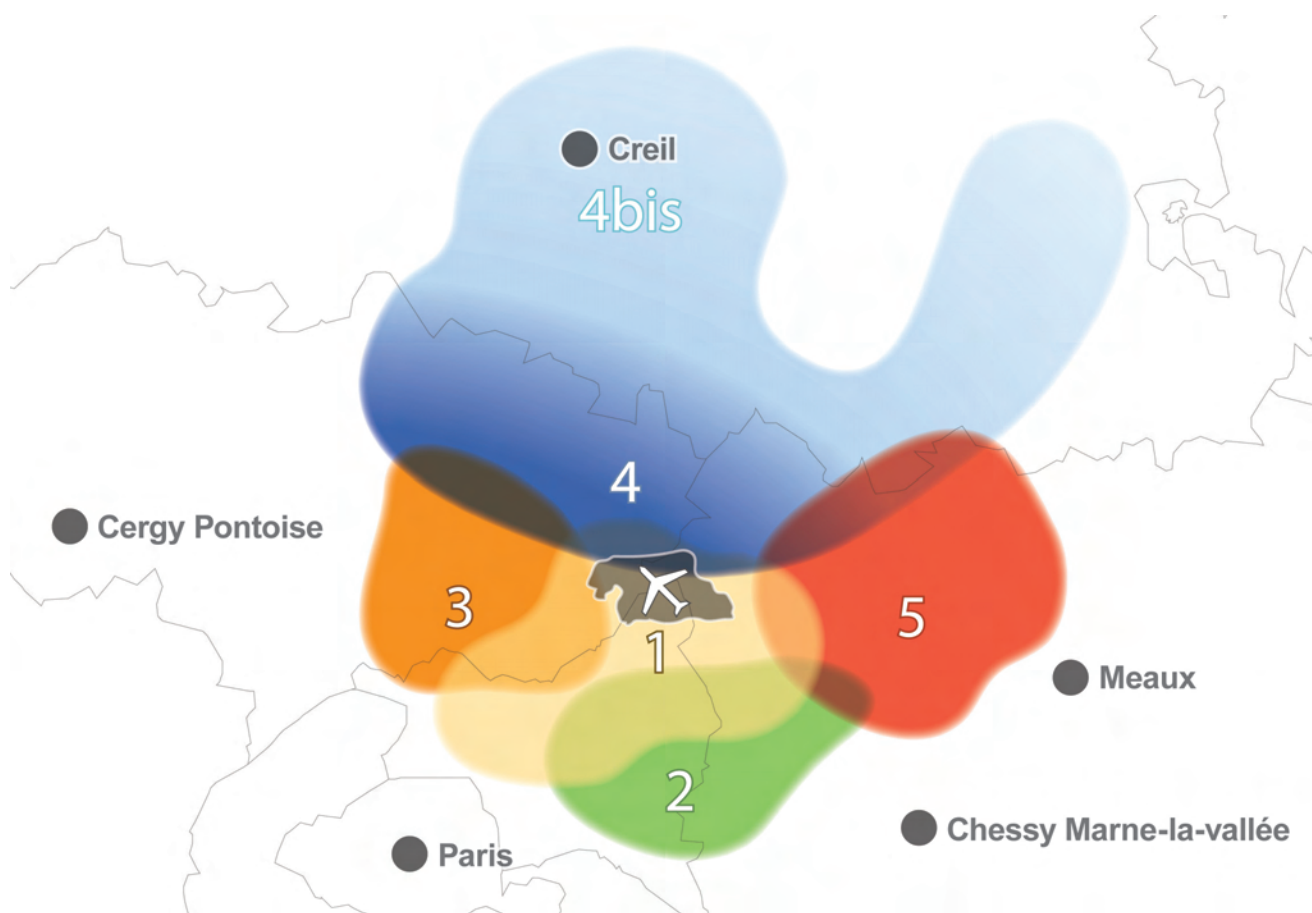 Creil
4bis
4
Cergy Pontoise
3
5
1
Meaux
2
Chessy Marne-la-vallée
Paris